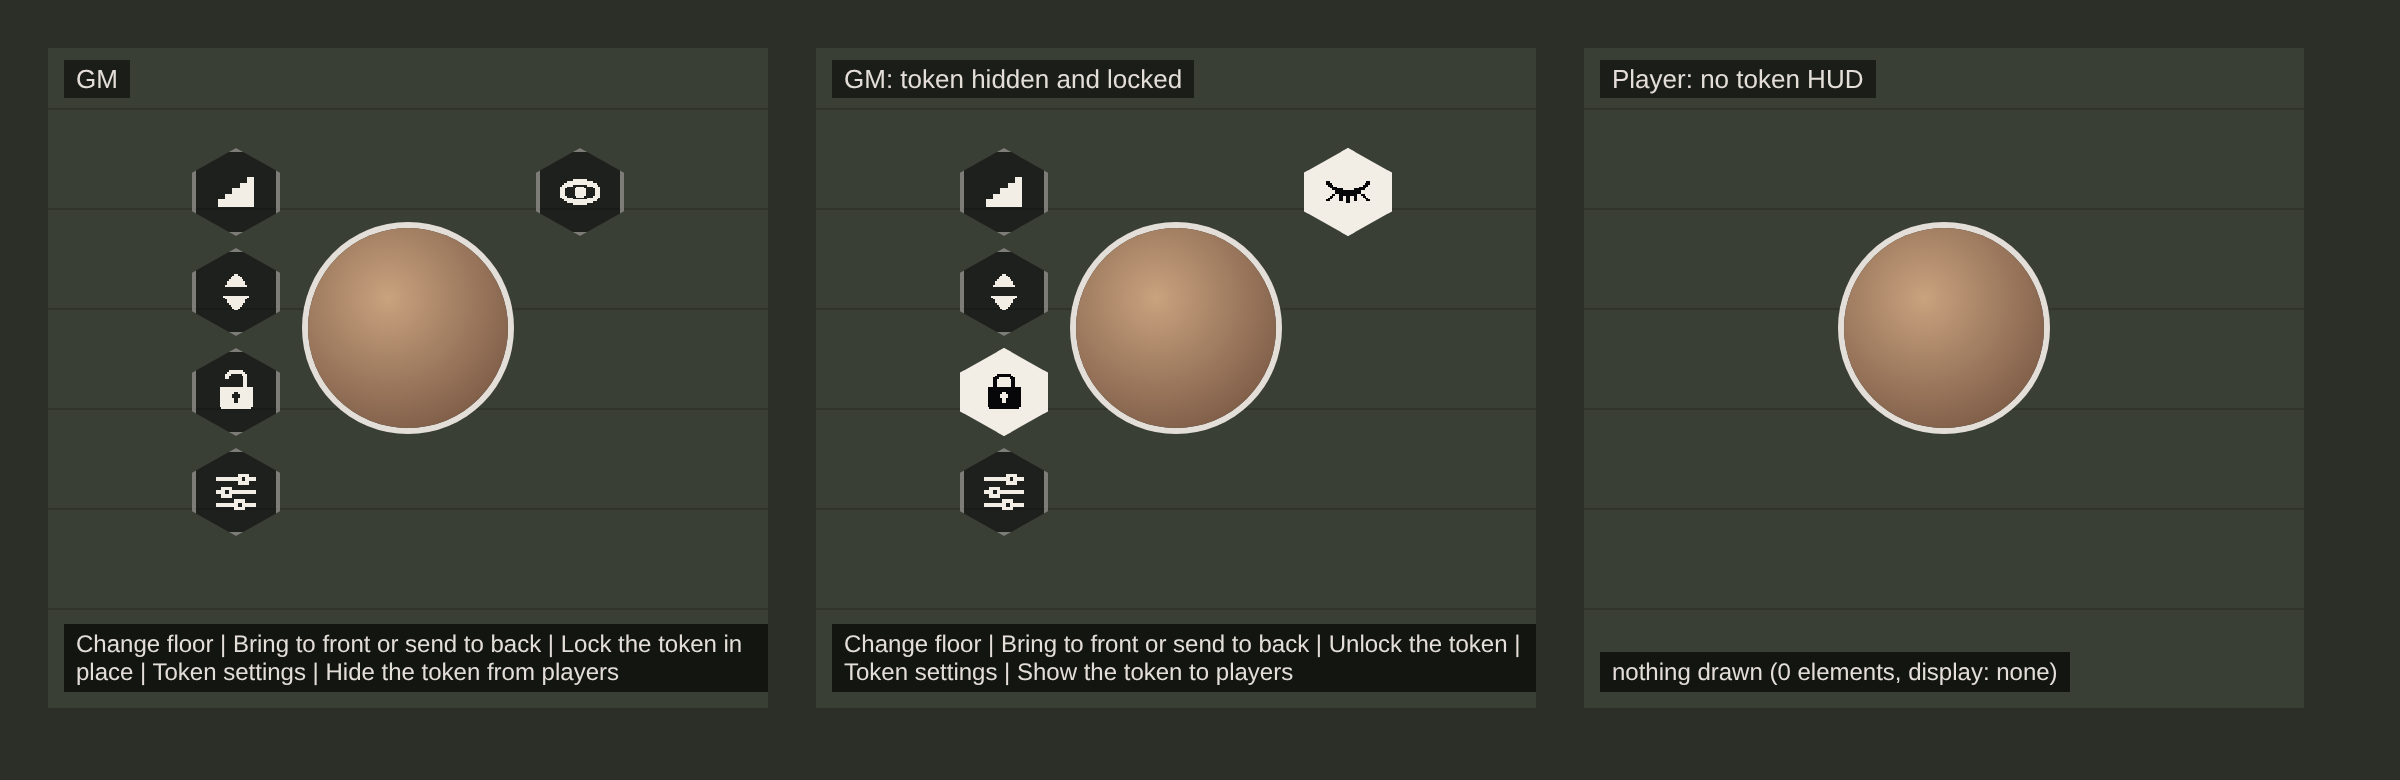 GM
GM: token hidden and locked
Player: no token HUD
Change floor | Bring to front or send to back | Lock the token in
place | Token settings | Hide the token from players
Change floor | Bring to front or send to back | Unlock the token |
Token settings | Show the token to players
nothing drawn (0 elements, display: none)